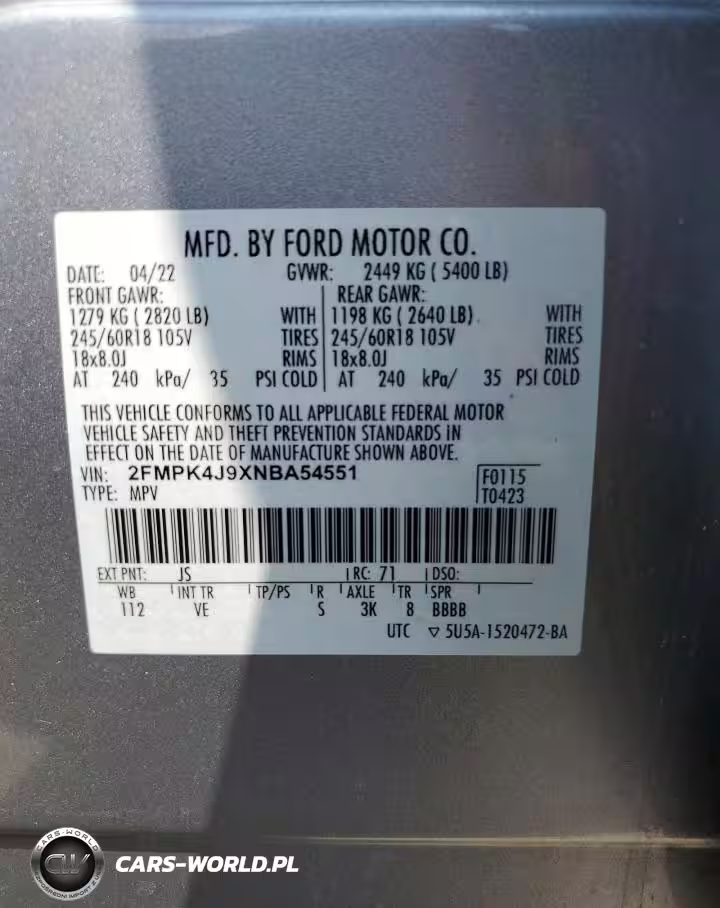 MFD. BY FORD MOTOR CO.
DATE: 04/22 GVWR: 2449 KG ( 5400 LB)
FRONT GAWR: REAR GAWR:
1279 KG ( 2820 LB) WITH 1198 KG ( 2640 LB) WITH
245/60R18 105V TIRES 245/60R18 105V TIRES
18x8.0J RIMS 18x8.0J RIMS
AT 240 kPa/ 35 PSI COLD AT 240 kPa/ 35 PSI COLD
THIS VEHICLE CONFORMS TO ALL APPLICABLE FEDERAL MOTOR
VEHICLE SAFETY AND THEFT PREVENTION STANDARDS IN
EFFECT ON THE DATE OF MANUFACTURE SHOWN ABOVE.
VIN: 2FMPK4J9XNBA54551 F0115
TYPE: MPV T0423
EXT PNT: JS RC: 71 DSO:
WB INT TR TP/PS R AXLE TR SPR
112 VE S 3K 8 BBBB
UTC ▽ 5U5A-1520472-BA
CARS-WORLD
CW
CARS-WORLD.PL